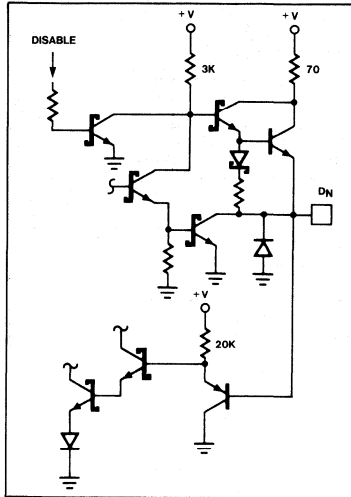 +V
+V
DISABLE
3K
70
DN
+V
20K